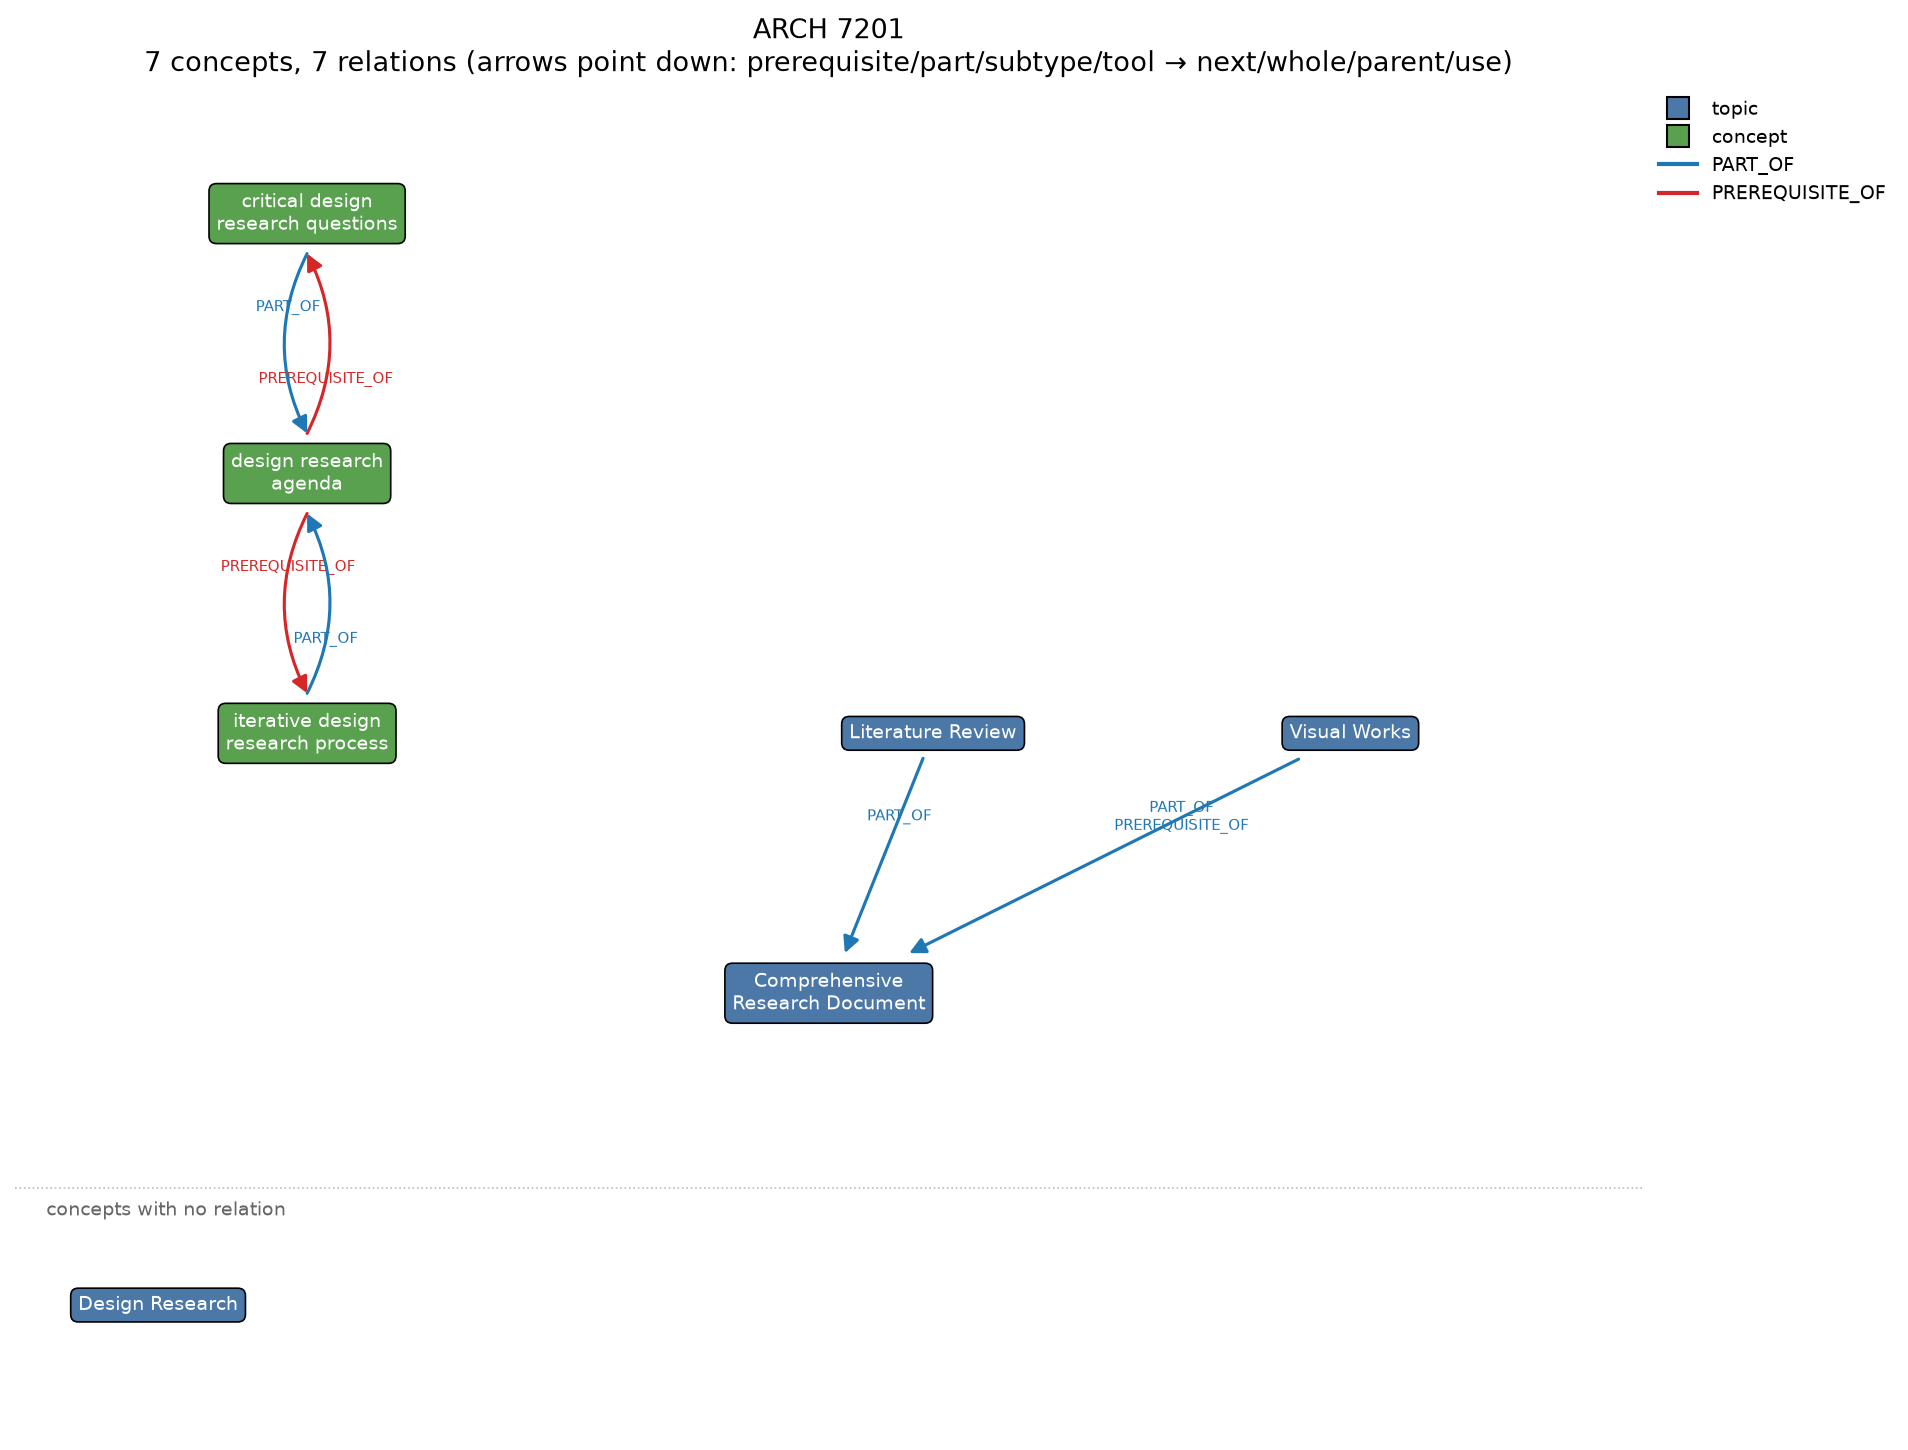 ARCH 7201
7 concepts, 7 relations (arrows point down: prerequisite/part/subtype/tool → next/whole/parent/use)
topic
concept
PART_OF
PREREQUISITE_OF
critical design
research questions
PART_OF
PREREQUISITE_OF
design research
agenda
PREREQUISITE_OF
PART_OF
iterative design
research process
Literature Review
Visual Works
PART_OF
PART_OF
PREREQUISITE_OF
Comprehensive
Research Document
concepts with no relation
Design Research